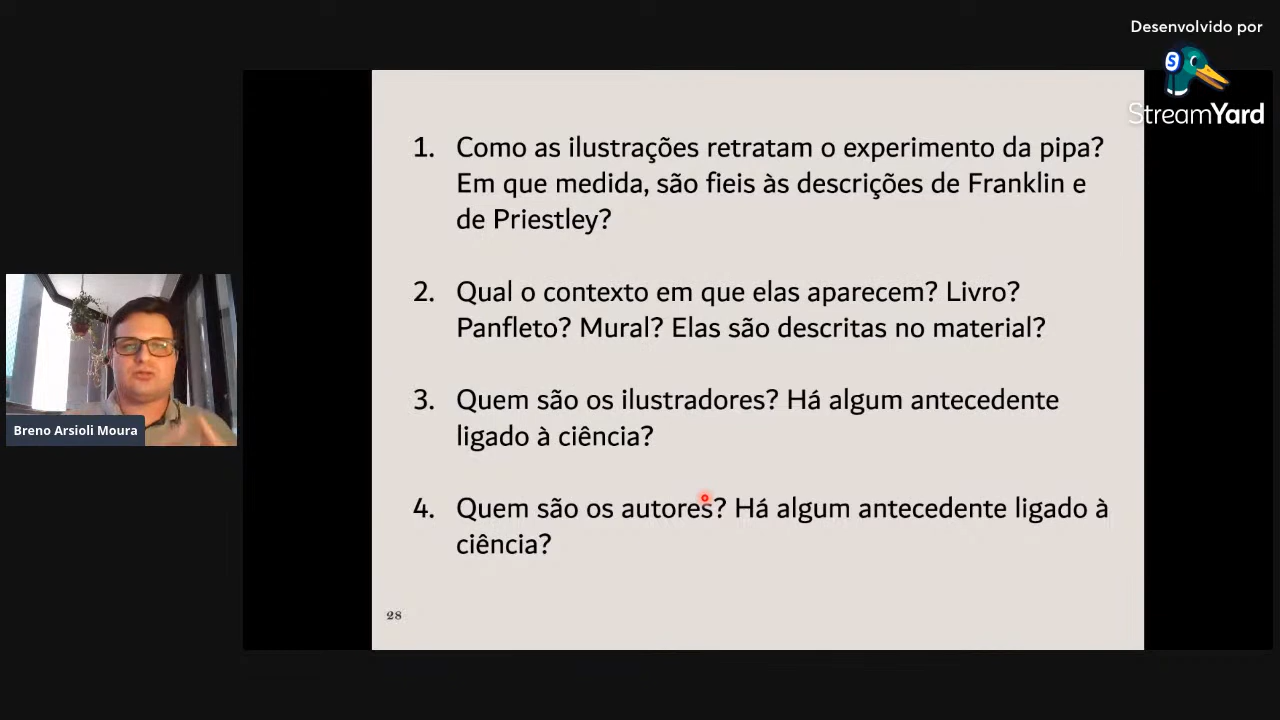 Desenvolvido por
S
StreamYard
1. Como as ilustrações retratam o experimento da pipa?
Em que medida, são fieis às descrições de Franklin e
de Priestley?
2. Qual o contexto em que elas aparecem? Livro?
Panfleto? Mural? Elas são descritas no material?
3. Quem são os ilustradores? Há algum antecedente
ligado à ciência?
4. Quem são os autores? Há algum antecedente ligado à
ciência?
28
Breno Arsioli Moura